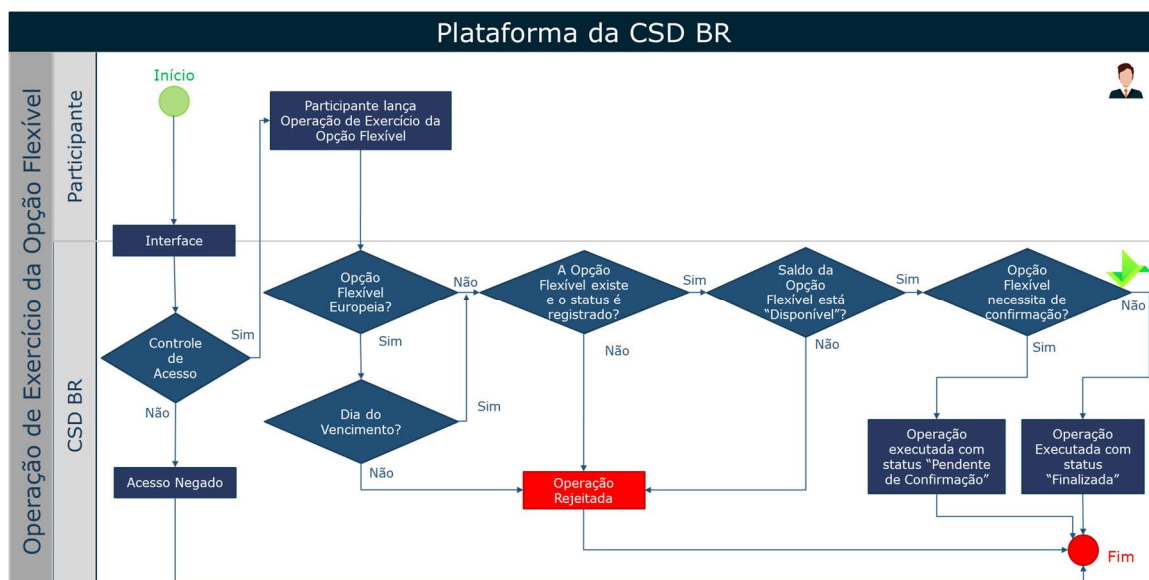 Plataforma da CSD BR
Operação de Exercício da Opção Flexível
Participante
Início
Participante lança
Operação de Exercício da
Opção Flexível
Interface
CSD BR
Controle
de
Acesso
Sim
Não
Acesso Negado
Opção
Flexível
Europeia?
Não
Sim
Dia do
Vencimento?
Sim
Não
A Opção
Flexível existe
e o status é
registrado?
Sim
Não
Operação
Rejeitada
Saldo da
Opção
Flexível está
“Disponível”?
Sim
Não
Opção
Flexível
necessita de
confirmação?
Não
Sim
Operação
executada com
status “Pendente
de Confirmação”
Operação
Executada com
status
“Finalizada”
Fim